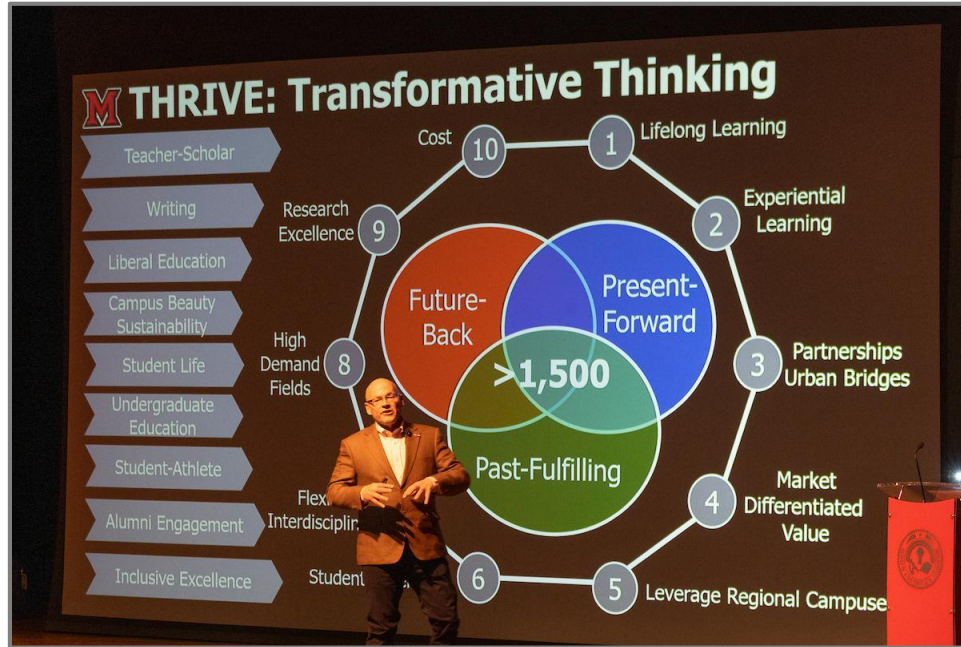 M THRIVE: Transformative Thinking
Teacher-Scholar
Writing
Liberal Education
Campus Beauty
Sustainability
Student Life
Undergraduate
Education
Student-Athlete
Alumni Engagement
Inclusive Excellence
Cost
10
1
Lifelong Learning
2
Experiential
Learning
3
Partnerships
Urban Bridges
4
Market
Differentiated
Value
5
Leverage Regional Campuse
6
Student
Flexi
Interdisciplin
8
High
Demand
Fields
9
Research
Excellence
Future-
Back
Present-
Forward
>1,500
Past-Fulfilling